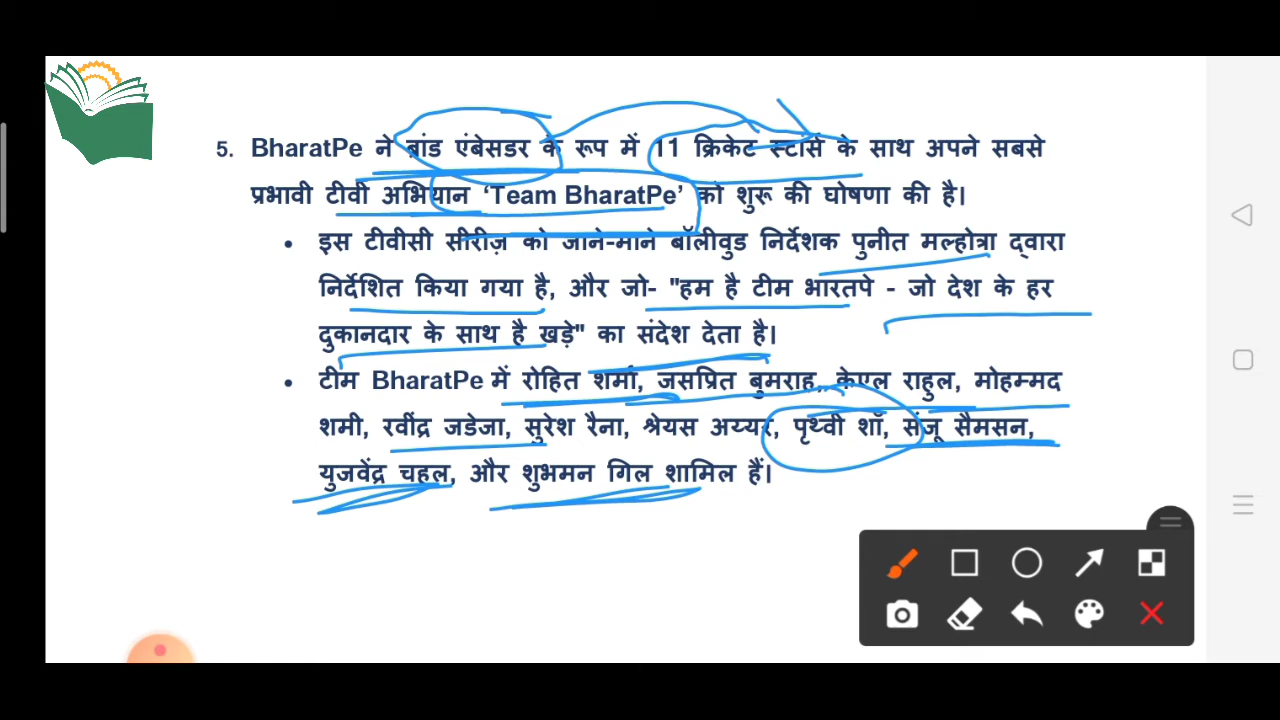 5. BharatPe ने ब्रांड एंबेसडर के रूप में 11 क्रिकेट स्टार्स के साथ अपने सबसे
प्रभावी टीवी अभियान ‘Team BharatPe’ को शुरू की घोषणा की है।
• इस टीवीसी सीरीज़ को जाने-माने बॉलीवुड निर्देशक पुनीत मल्होत्रा द्वारा
निर्देशित किया गया है, और जो- "हम है टीम भारतपे - जो देश के हर
दुकानदार के साथ है खड़े" का संदेश देता है।
• टीम BharatPe में रोहित शर्मा, जसप्रित बुमराह, केएल राहुल, मोहम्मद
शमी, रवींद्र जडेजा, सुरेश रैना, श्रेयस अय्यर, पृथ्वी शॉ, संजू सैमसन,
युजवेंद्र चहल, और शुभमन गिल शामिल हैं।